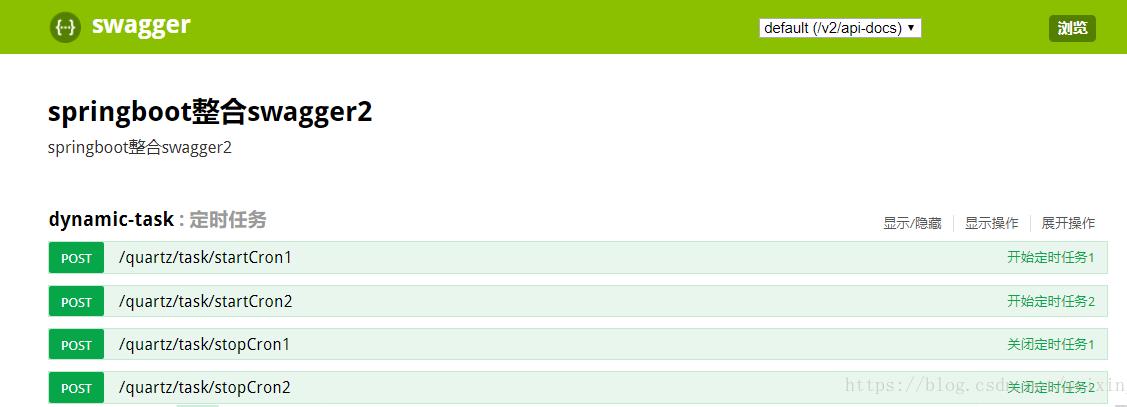 swagger default (/v2/api-docs) 浏览
springboot整合swagger2
springboot整合swagger2
dynamic-task : 定时任务 显示/隐藏 显示操作 展开操作
POST /quartz/task/startCron1 开始定时任务1
POST /quartz/task/startCron2 开始定时任务2
POST /quartz/task/stopCron1 关闭定时任务1
POST /quartz/task/stopCron2 关闭定时任务2